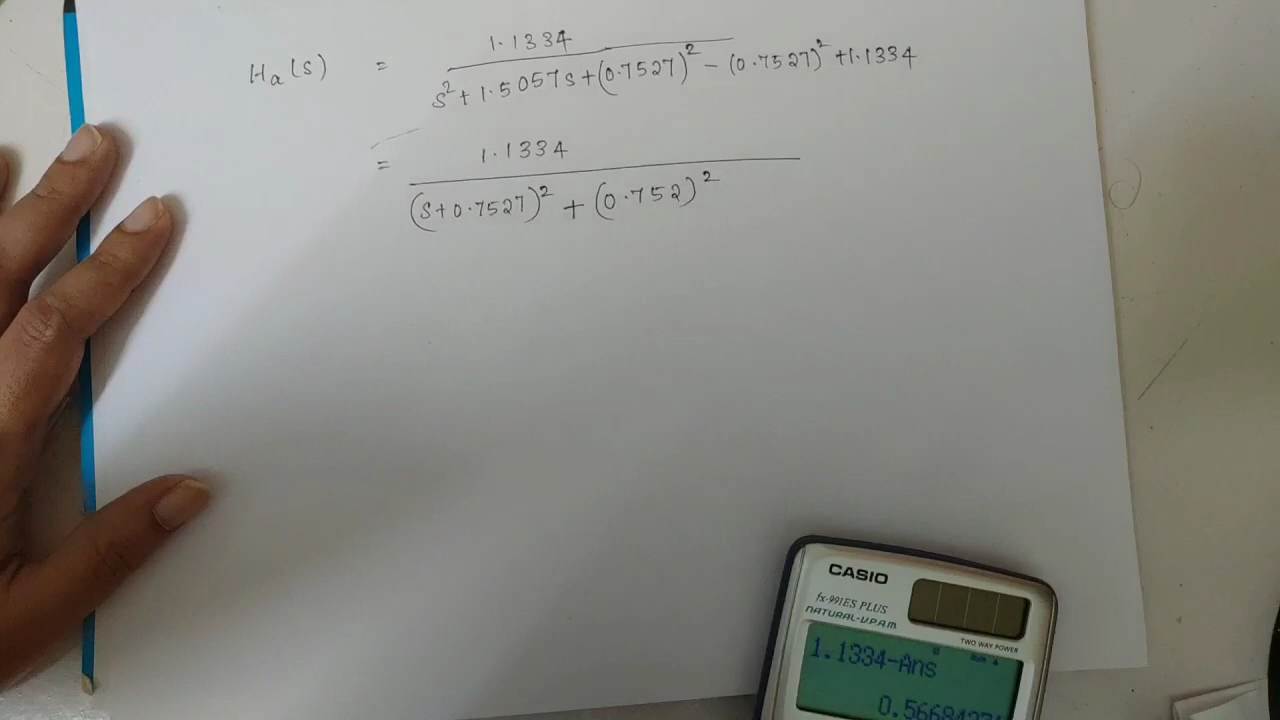 Ha(s) = 1.1334
s² + 1.5057s + (0.7527)² - (0.7527)² + 1.1334
= 1.1334
(s+0.7527)² + (0.752)²
CASIO
fx-991ES PLUS
NATURAL-V.P.A.M.
TWO WAY POWER
1.1334-Ans